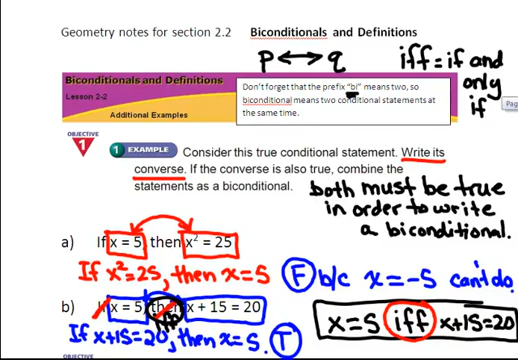 Geometry notes for section 2.2 Biconditionals and Definitions
p ↔ q iff = if and only if
Biconditionals and Definitions
Lesson 2-2
Additional Examples
Don't forget that the prefix "bi" means two, so
biconditional means two conditional statements at
the same time.
Pag
OBJECTIVE
1
1 EXAMPLE Consider this true conditional statement. Write its
converse. If the converse is also true, combine the
statements as a biconditional.
both must be true
in order to write
a biconditional.
a) If x = 5, then x² = 25
If x²=25, then x=5 F b/c x=-5 can't do.
b) If x = 5, then x + 15 = 20
iff
If x+15=20, then x=5. T
x=5 iff x+15=20
OBJECTIVE